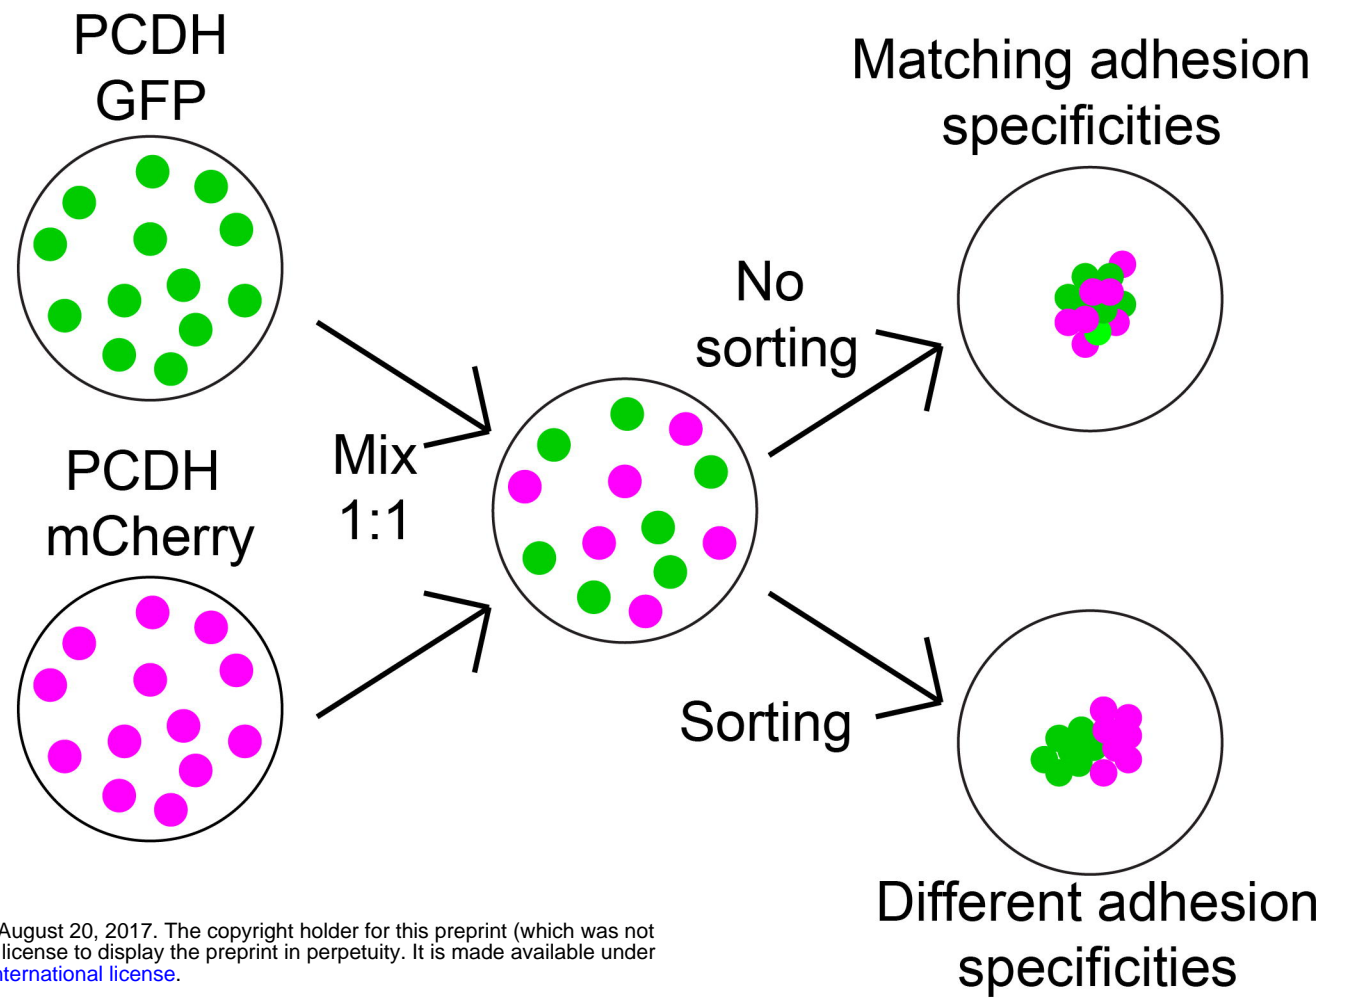 PCDH
GFP
Matching adhesion
specificities
No
sorting
PCDH
mCherry
Mix
1:1
Sorting
Different adhesion
specificities
August 20, 2017. The copyright holder for this preprint (which was not
license to display the preprint in perpetuity. It is made available under
nternational license.